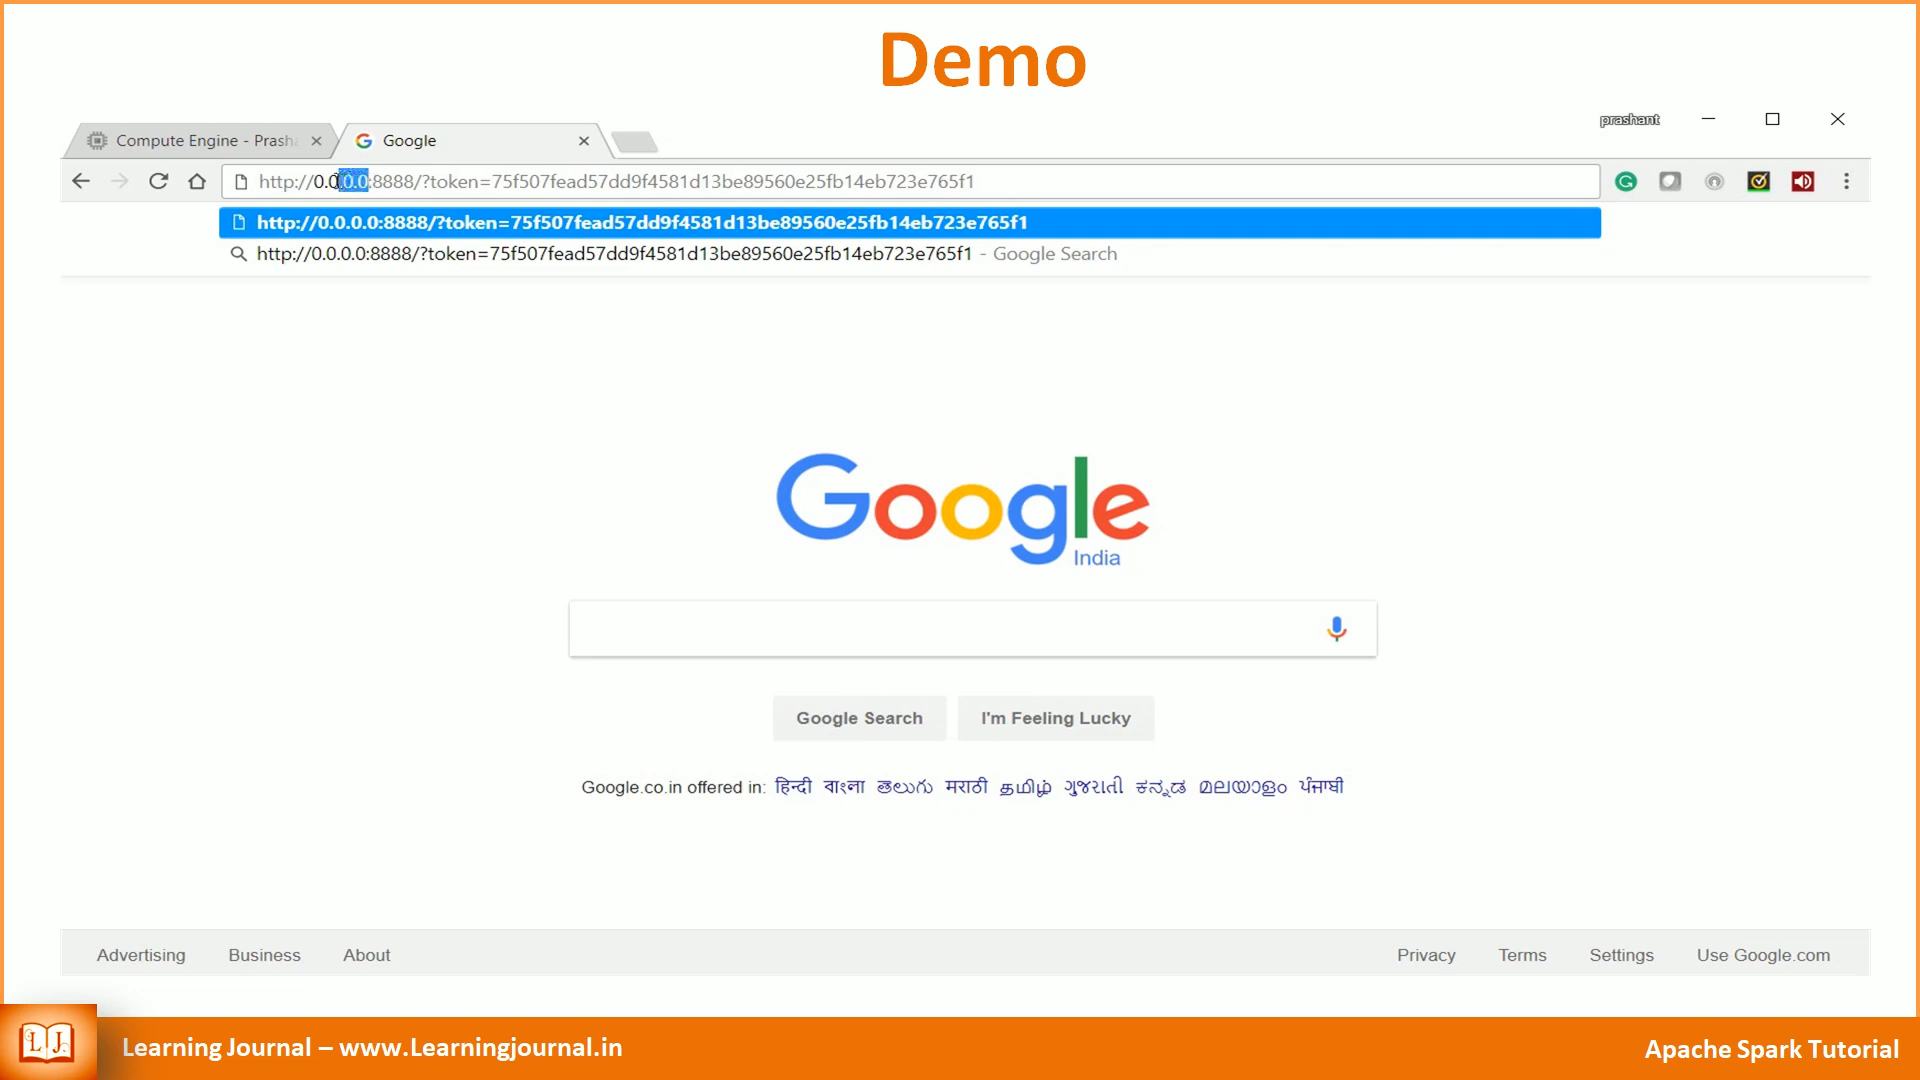 Demo
prashant
Compute Engine - Prasha
Google
http://0.0.0.0:8888/?token=75f507fead57dd9f4581d13be89560e25fb14eb723e765f1
http://0.0.0.0:8888/?token=75f507fead57dd9f4581d13be89560e25fb14eb723e765f1
http://0.0.0.0:8888/?token=75f507fead57dd9f4581d13be89560e25fb14eb723e765f1 - Google Search
Google
India
Google Search I'm Feeling Lucky
Google.co.in offered in: हिन्दी বাংলা తెలుగు मराठी தமிழ் ગુજરાતી ಕನ್ನಡ മലയാളം ਪੰਜਾਬੀ
Advertising Business About Privacy Terms Settings Use Google.com
LJ
Learning Journal – www.Learningjournal.in
Apache Spark Tutorial